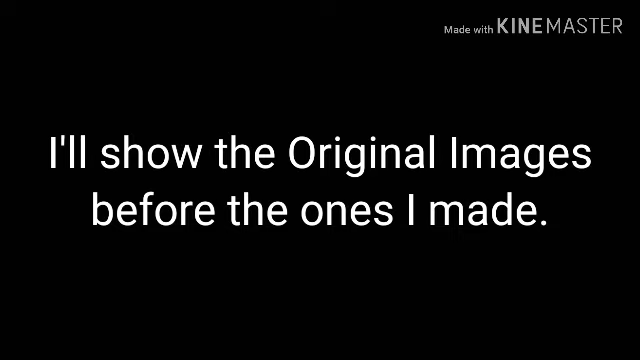 Made with KINEMASTER
I'll show the Original Images
before the ones I made.